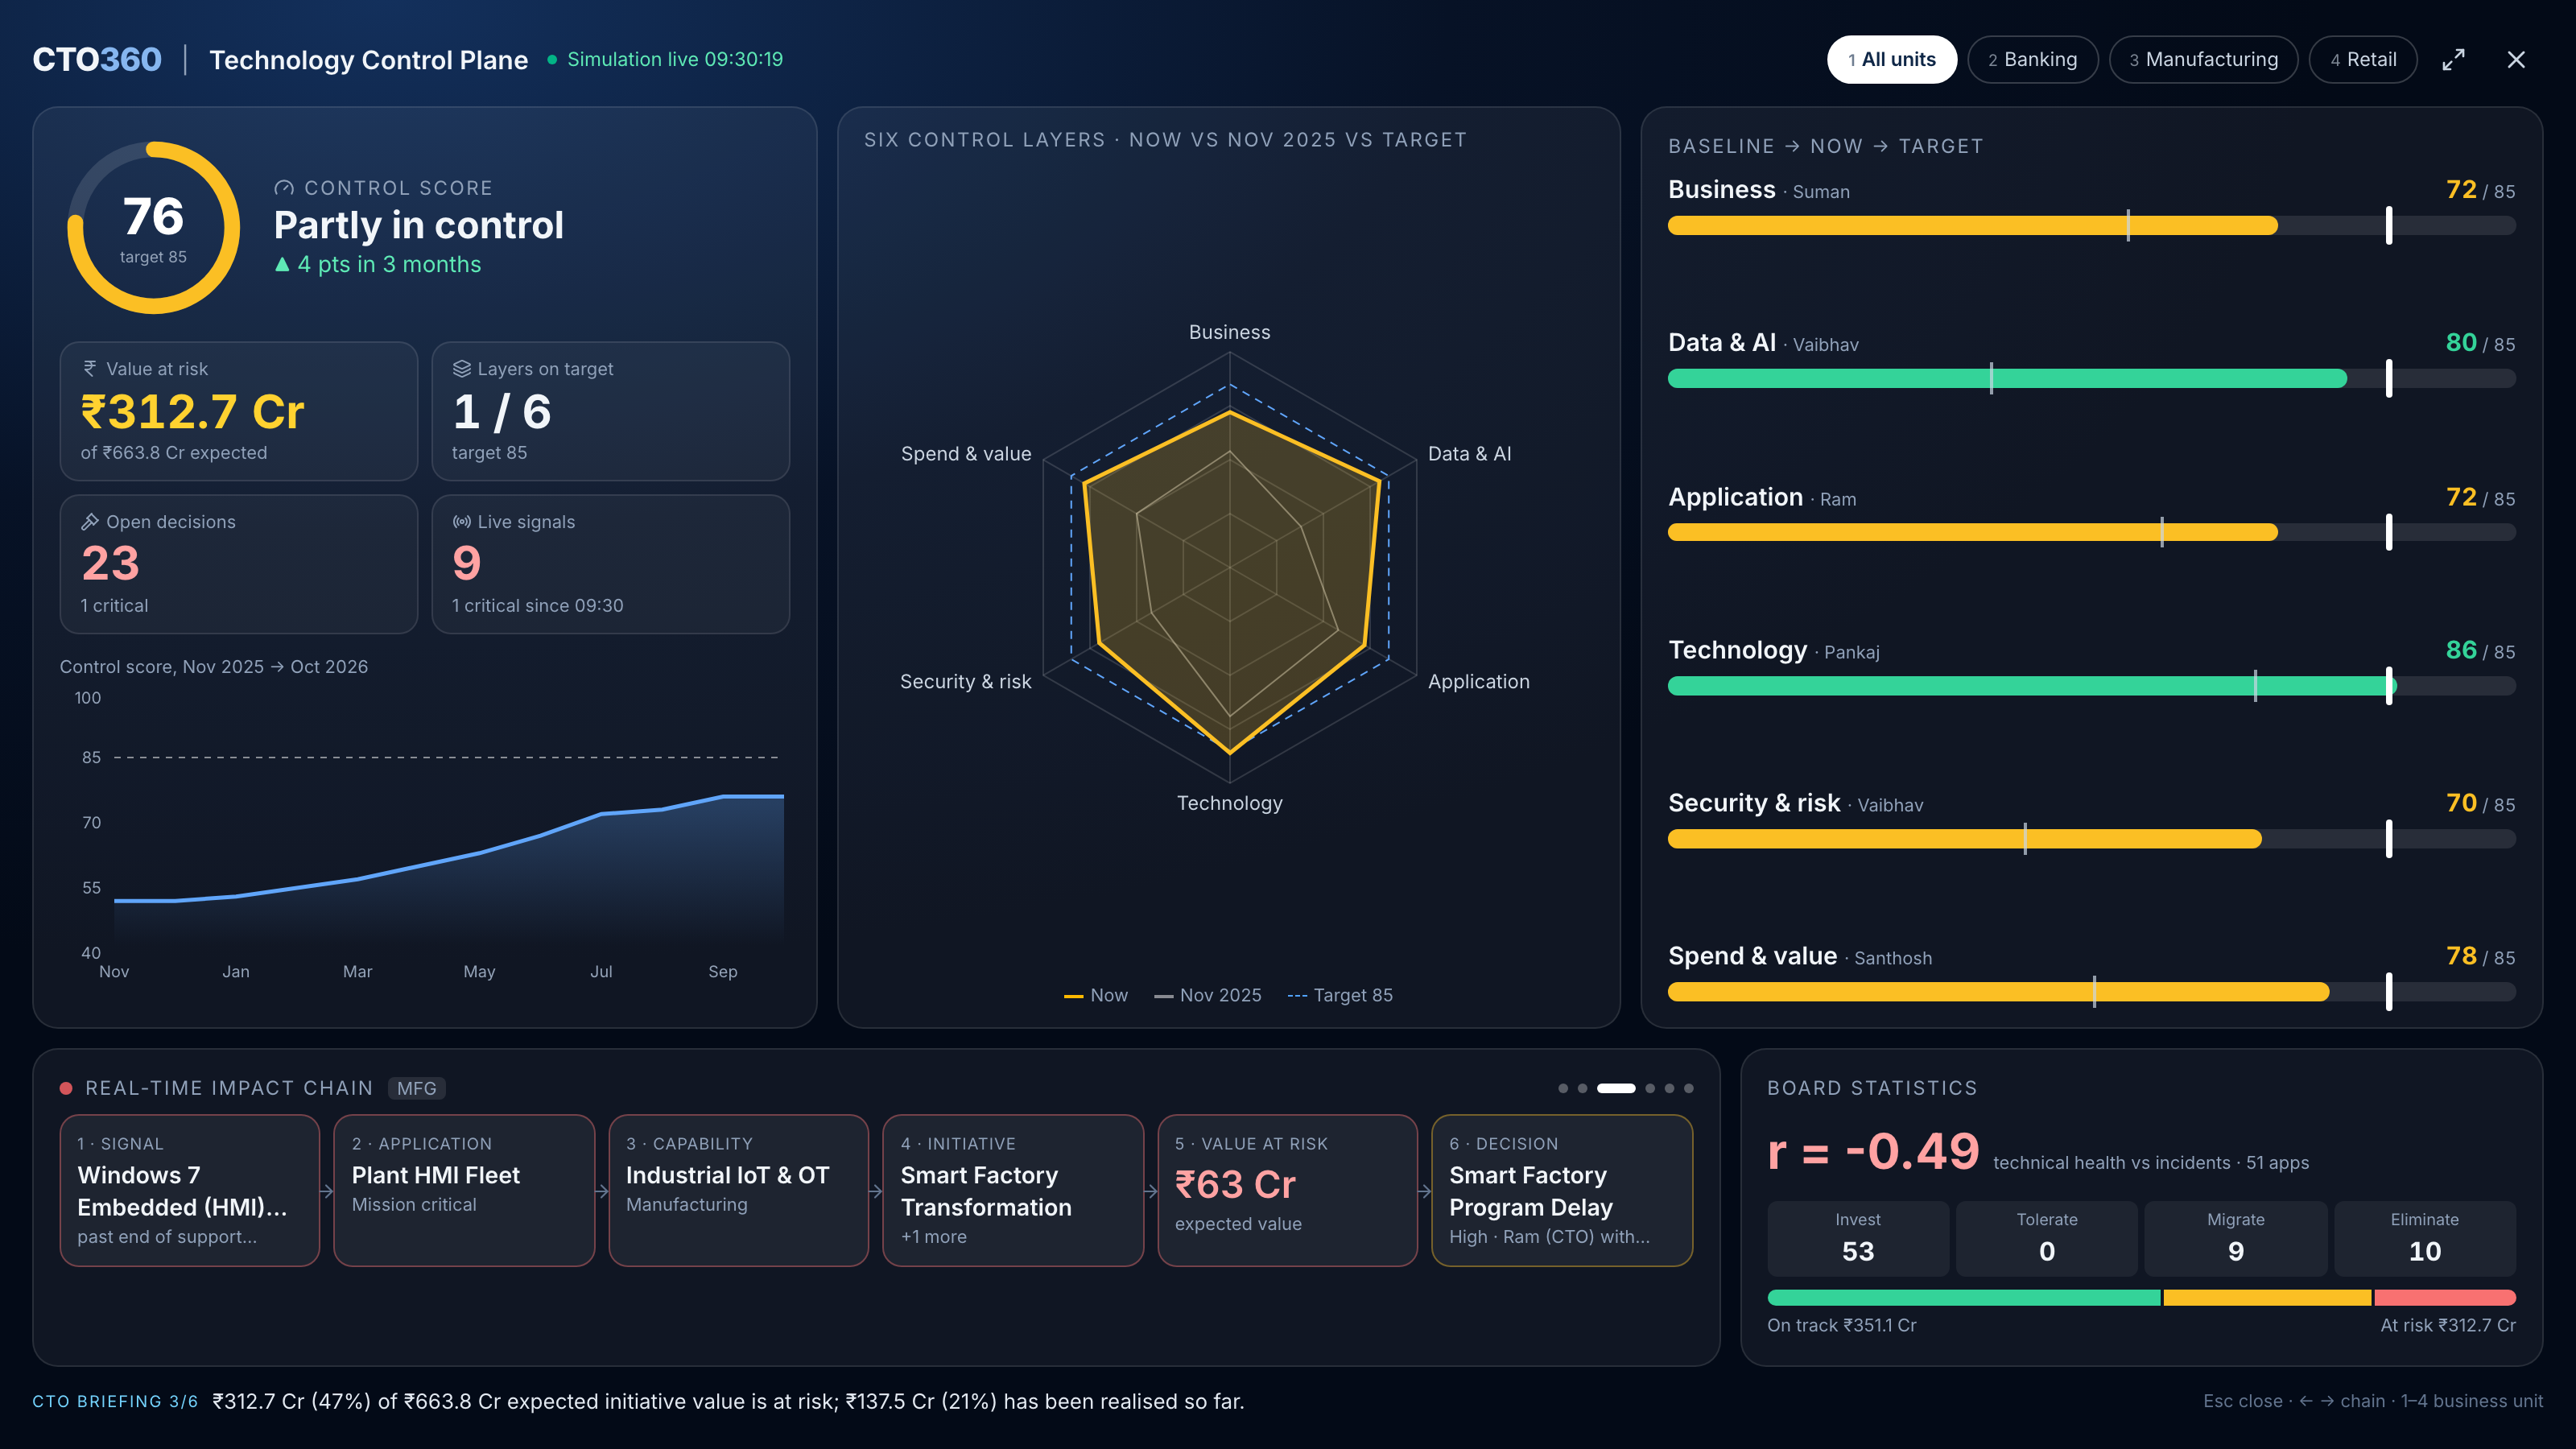 CTO360 | Technology Control Plane Simulation live 09:30:19
1 All units
2 Banking
3 Manufacturing
4 Retail
76
target 85
CONTROL SCORE
Partly in control
▲ 4 pts in 3 months
Value at risk
₹312.7 Cr
of ₹663.8 Cr expected
Layers on target
1 / 6
target 85
Open decisions
23
1 critical
Live signals
9
1 critical since 09:30
Control score, Nov 2025 → Oct 2026
100
85
70
55
40
Nov Jan Mar May Jul Sep
SIX CONTROL LAYERS · NOW VS NOV 2025 VS TARGET
Business
Spend & value
Data & AI
Security & risk
Application
Technology
Now Nov 2025 Target 85
BASELINE → NOW → TARGET
Business · Suman 72 / 85
Data & AI · Vaibhav 80 / 85
Application · Ram 72 / 85
Technology · Pankaj 86 / 85
Security & risk · Vaibhav 70 / 85
Spend & value · Santhosh 78 / 85
REAL-TIME IMPACT CHAIN MFG
1 · SIGNAL
Windows 7
Embedded (HMI)...
past end of support...
2 · APPLICATION
Plant HMI Fleet
Mission critical
3 · CAPABILITY
Industrial IoT & OT
Manufacturing
4 · INITIATIVE
Smart Factory
Transformation
+1 more
5 · VALUE AT RISK
₹63 Cr
expected value
6 · DECISION
Smart Factory
Program Delay
High · Ram (CTO) with...
BOARD STATISTICS
r = -0.49 technical health vs incidents · 51 apps
Invest
53
Tolerate
0
Migrate
9
Eliminate
10
On track ₹351.1 Cr At risk ₹312.7 Cr
CTO BRIEFING 3/6 ₹312.7 Cr (47%) of ₹663.8 Cr expected initiative value is at risk; ₹137.5 Cr (21%) has been realised so far.
Esc close · ← → chain · 1–4 business unit